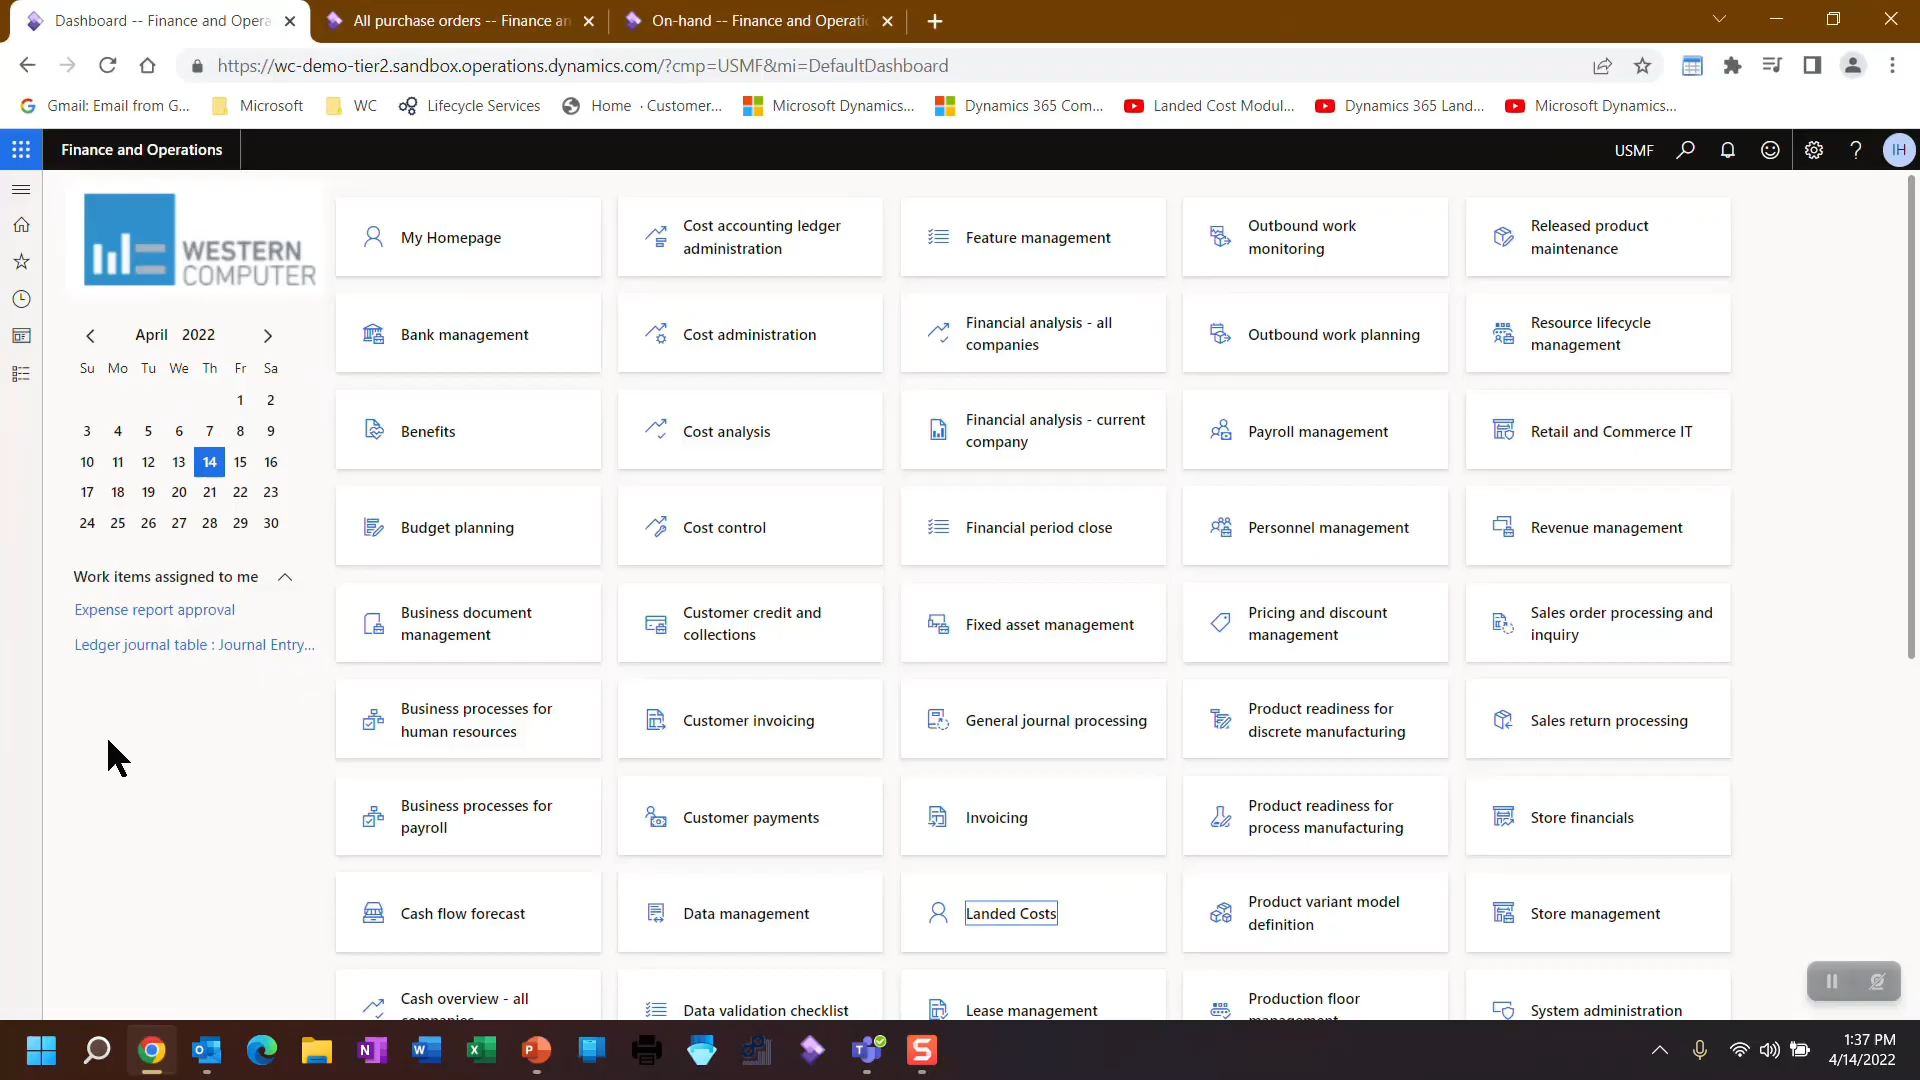 Dashboard -- Finance and Opera
All purchase orders -- Finance an
On-hand -- Finance and Operatic
https://wc-demo-tier2.sandbox.operations.dynamics.com/?cmp=USMF&mi=DefaultDashboard
Gmail: Email from G...
Microsoft
WC
Lifecycle Services
Home · Customer...
Microsoft Dynamics...
Dynamics 365 Com...
Landed Cost Modul...
Dynamics 365 Land...
Microsoft Dynamics...
Finance and Operations
USMF
IH
WESTERN
COMPUTER
April 2022
Su Mo Tu We Th Fr Sa
1 2
3 4 5 6 7 8 9
10 11 12 13 14 15 16
17 18 19 20 21 22 23
24 25 26 27 28 29 30
Work items assigned to me
Expense report approval
Ledger journal table : Journal Entry...
My Homepage
Cost accounting ledger
administration
Feature management
Outbound work
monitoring
Released product
maintenance
Bank management
Cost administration
Financial analysis - all
companies
Outbound work planning
Resource lifecycle
management
Benefits
Cost analysis
Financial analysis - current
company
Payroll management
Retail and Commerce IT
Budget planning
Cost control
Financial period close
Personnel management
Revenue management
Business document
management
Customer credit and
collections
Fixed asset management
Pricing and discount
management
Sales order processing and
inquiry
Business processes for
human resources
Customer invoicing
General journal processing
Product readiness for
discrete manufacturing
Sales return processing
Business processes for
payroll
Customer payments
Invoicing
Product readiness for
process manufacturing
Store financials
Cash flow forecast
Data management
Landed Costs
Product variant model
definition
Store management
Cash overview - all
companies
Data validation checklist
Lease management
Production floor
management
System administration
1:37 PM
4/14/2022